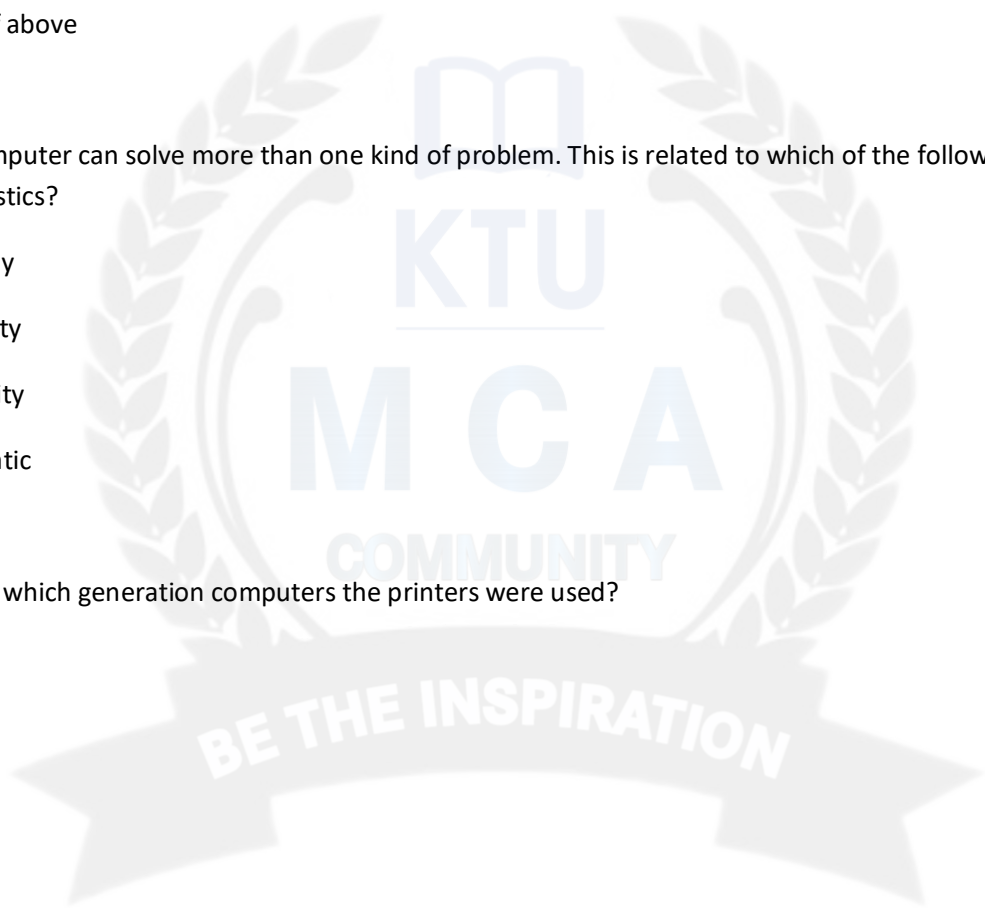 above
mputer can solve more than one kind of problem. This is related to which of the follow
stics?
y
ty
ity
tic
which generation computers the printers were used?
KTU
M C A
COMMUNITY
BE THE INSPIRATION